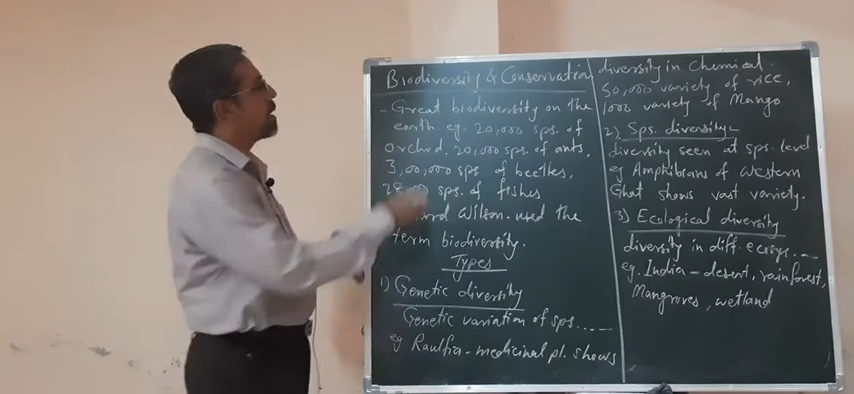 Biodiversity & Conservation
- Great biodiversity on the
earth eg. 20,000 sps. of
orchid, 20,000 sps. of ants,
3,00,000 sps of beetles,
sps. of fishes
Wilson used the
term biodiversity.
Types
1) Genetic diversity
Genetic variation of sps.....
eg Raulfia - medicinal pl. shows
diversity in chemical.
50,000 variety of rice,
1000 variety of Mango
2) Sps. diversity-
diversity seen at sps. level
eg Amphibians of Western
Ghat shows vast variety.
3) Ecological diversity
diversity in diff. ecosys....
eg. India - desert, rainforest,
Mangroves, wetland